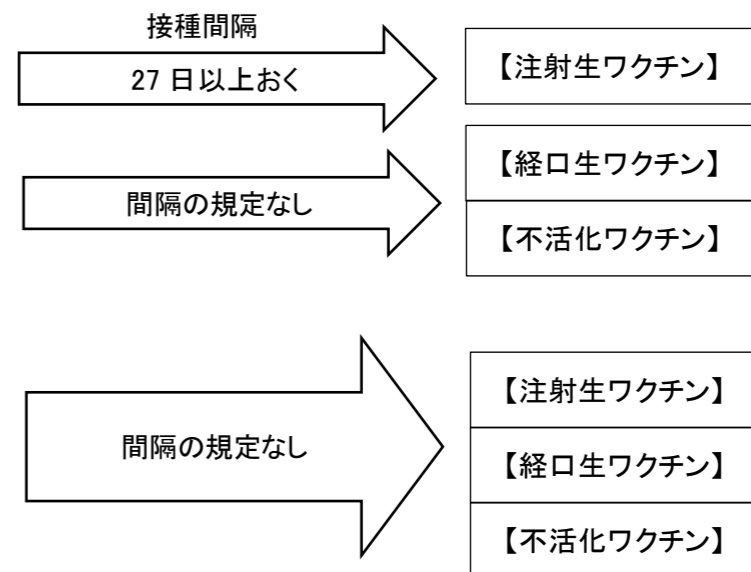 接種間隔
27 日以上おく
【注射生ワクチン】
間隔の規定なし
【経口生ワクチン】
【不活化ワクチン】
間隔の規定なし
【注射生ワクチン】
【経口生ワクチン】
【不活化ワクチン】